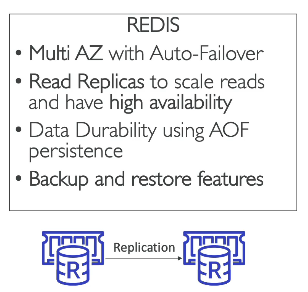 REDIS
• Multi AZ with Auto-Failover
• Read Replicas to scale reads
and have high availability
• Data Durability using AOF
persistence
• Backup and restore features
Replication
R
R